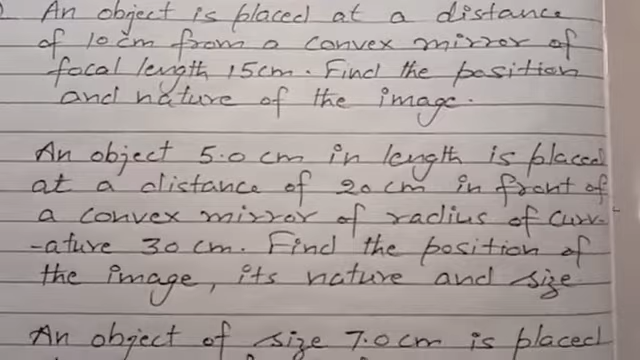 An object is placed at a distance
of 10 cm from a convex mirror of
focal length 15cm. Find the position
and nature of the image.
An object 5.0 cm in length is placed
at a distance of 20 cm in front of
a convex mirror of radius of curv-
-ature 30 cm. Find the position of
the image, its nature and size
An object of size 7.0 cm is placed